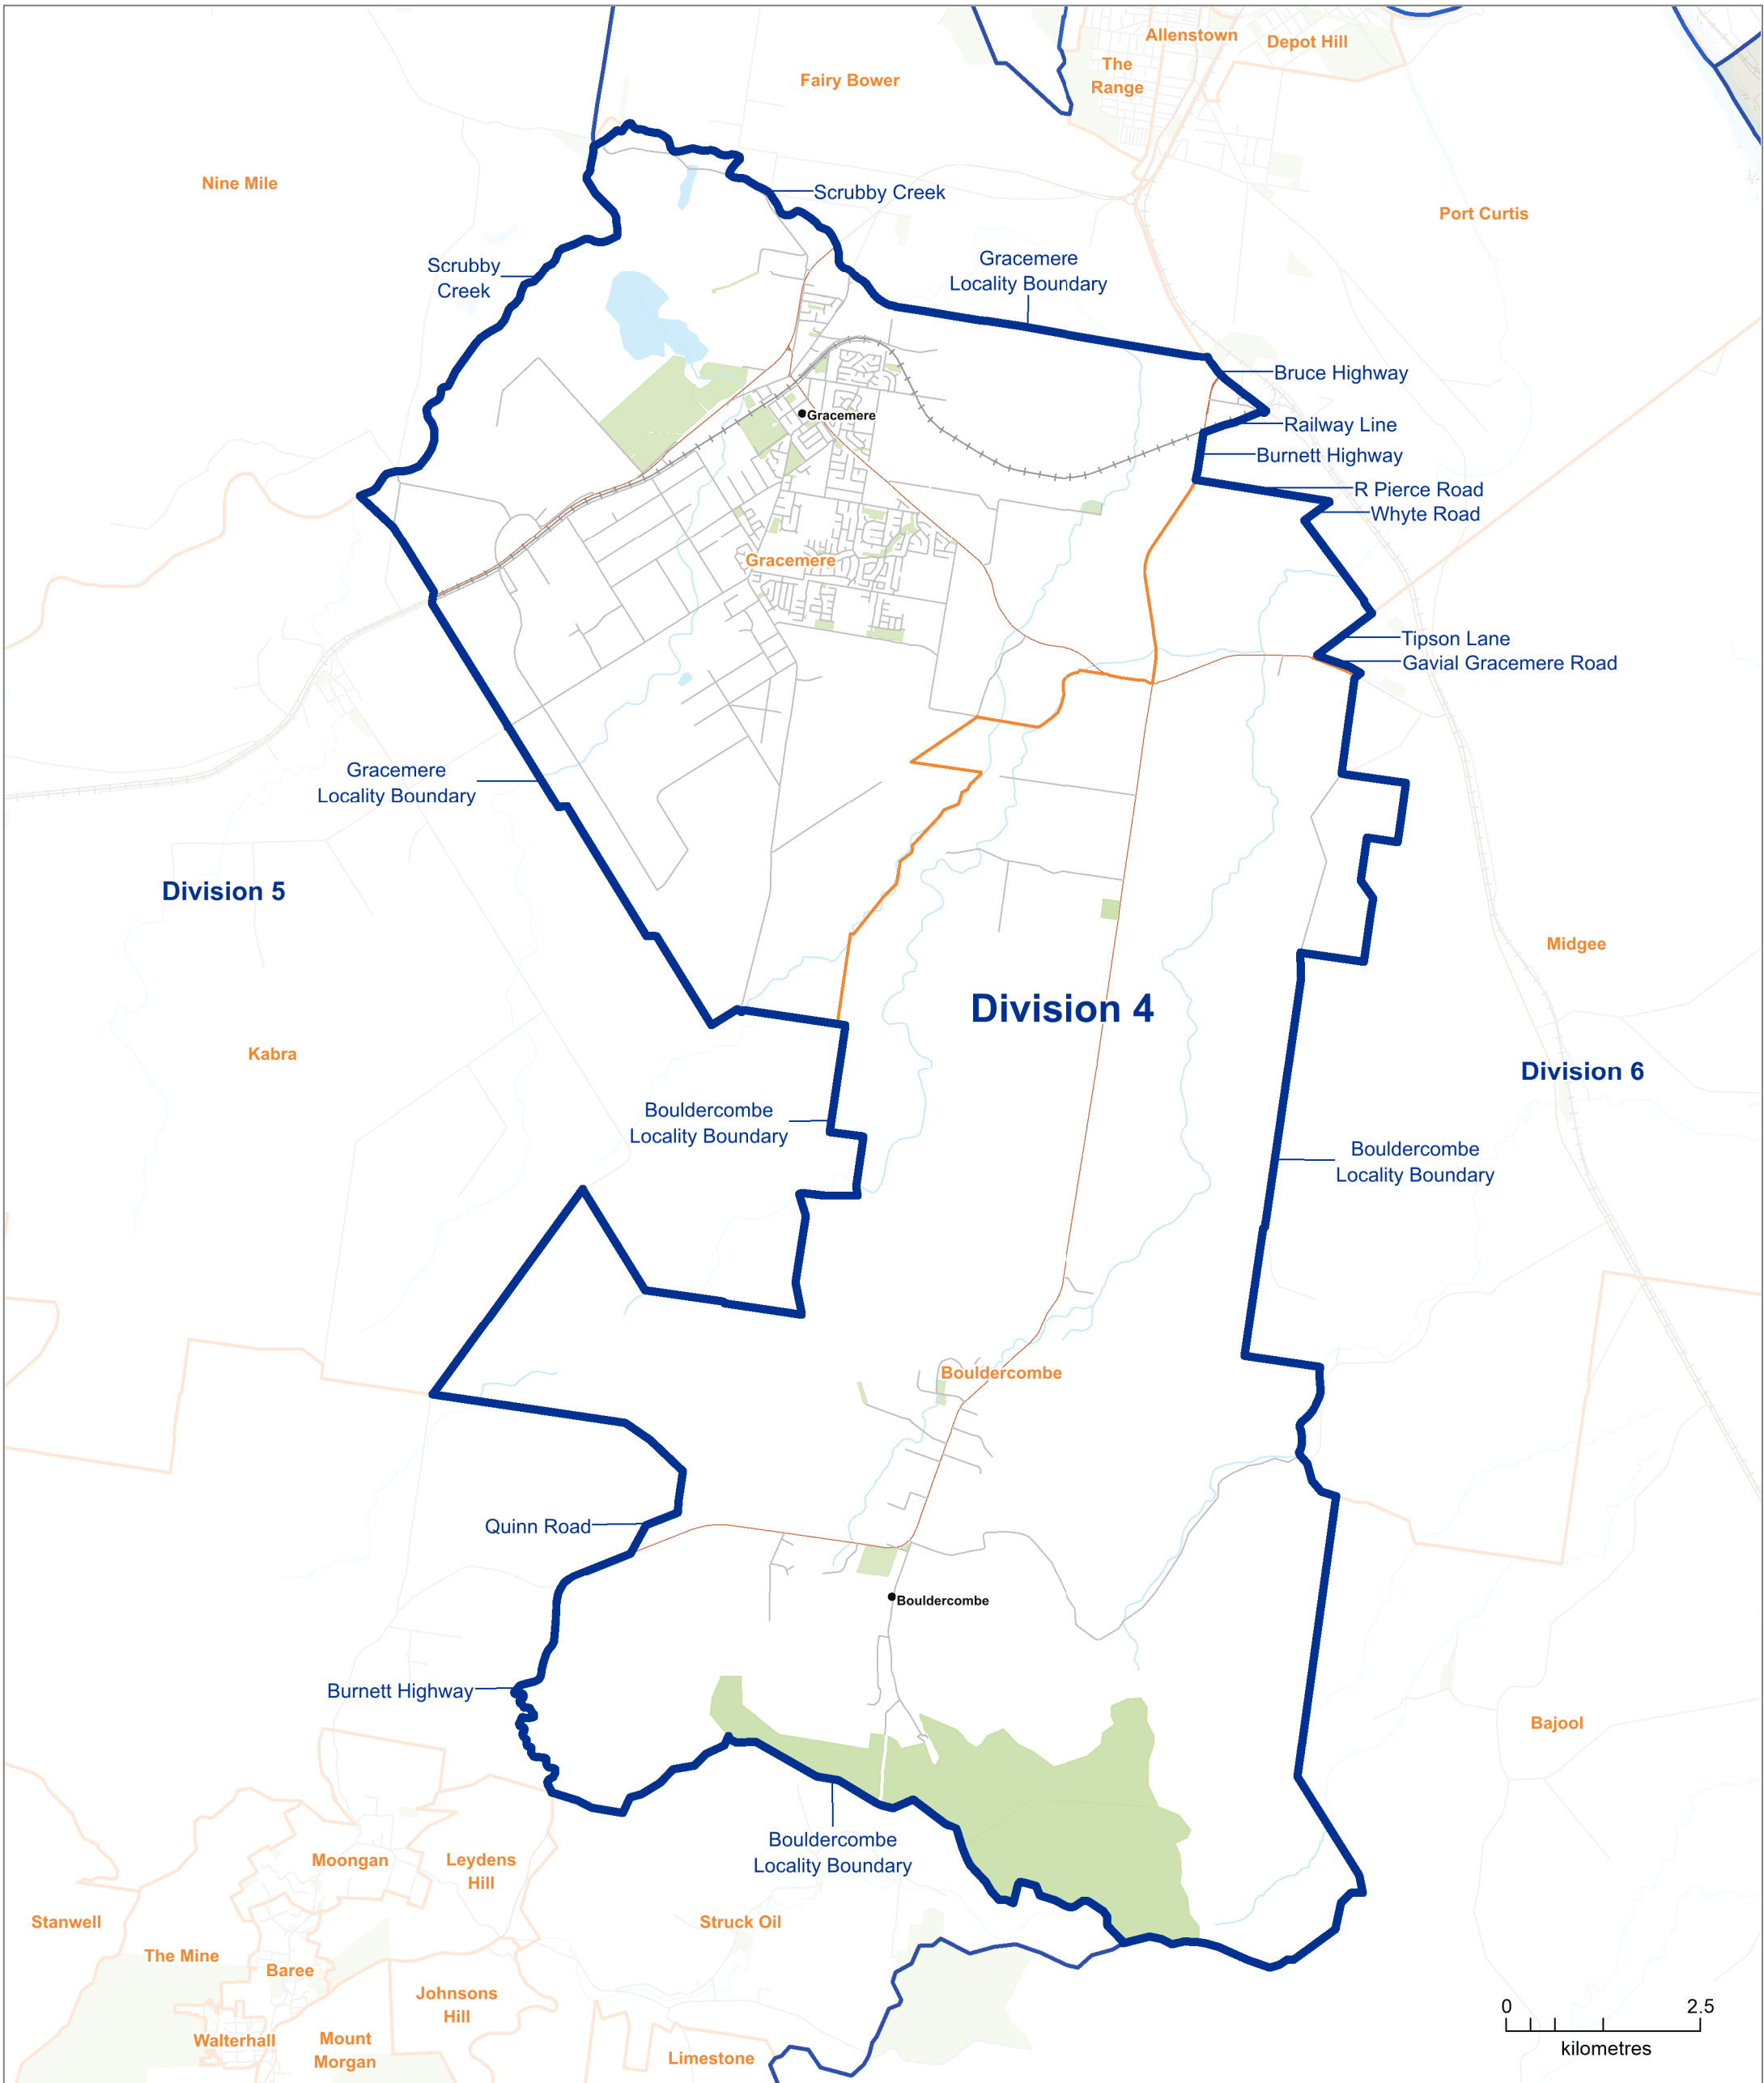 Allenstown
Depot Hill
The
Range
Fairy Bower
Nine Mile
Scrubby Creek
Port Curtis
Scrubby
Creek
Gracemere
Locality Boundary
Bruce Highway
Gracemere
Railway Line
Burnett Highway
R Pierce Road
Whyte Road
Gracemere
Tipson Lane
Gavial Gracemere Road
Gracemere
Locality Boundary
Division 5
Midgee
Division 4
Kabra
Division 6
Bouldercombe
Locality Boundary
Bouldercombe
Locality Boundary
Bouldercombe
Quinn Road
Bouldercombe
Burnett Highway
Bajool
Bouldercombe
Locality Boundary
Moongan
Leydens
Hill
Stanwell
Struck Oil
The Mine
Baree
Johnsons
Hill
Walterhall
Mount
Morgan
Limestone
0 2.5
kilometres